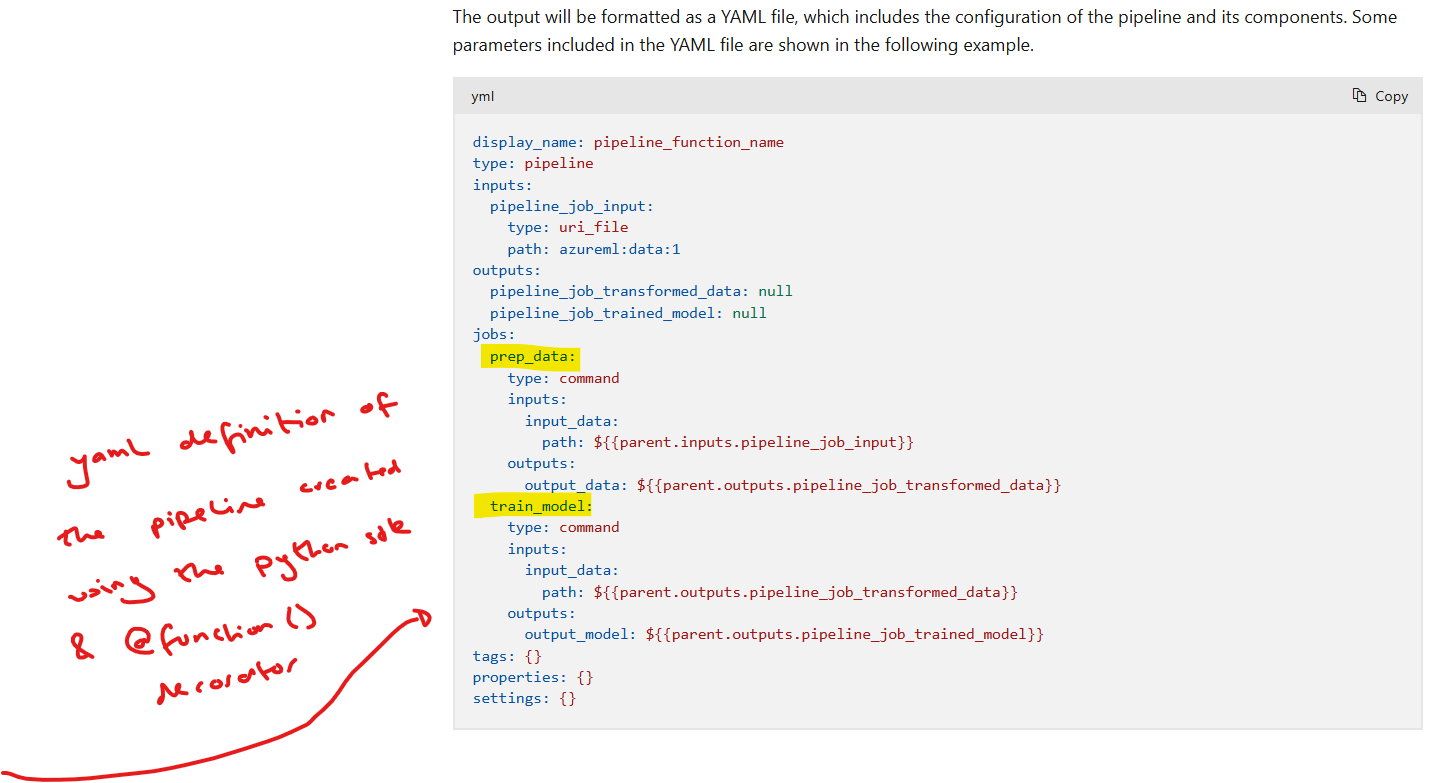 The output will be formatted as a YAML file, which includes the configuration of the pipeline and its components. Some
parameters included in the YAML file are shown in the following example.
yml
Copy
display_name: pipeline_function_name
type: pipeline
inputs:
  pipeline_job_input:
    type: uri_file
    path: azureml:data:1
outputs:
  pipeline_job_transformed_data: null
  pipeline_job_trained_model: null
jobs:
  prep_data:
    type: command
    inputs:
      input_data:
        path: ${{parent.inputs.pipeline_job_input}}
    outputs:
      output_data: ${{parent.outputs.pipeline_job_transformed_data}}
  train_model:
    type: command
    inputs:
      input_data:
        path: ${{parent.outputs.pipeline_job_transformed_data}}
    outputs:
      output_model: ${{parent.outputs.pipeline_job_trained_model}}
tags: {}
properties: {}
settings: {}
yaml definition of
the pipeline created
using the python sdk
& @function()
decorator